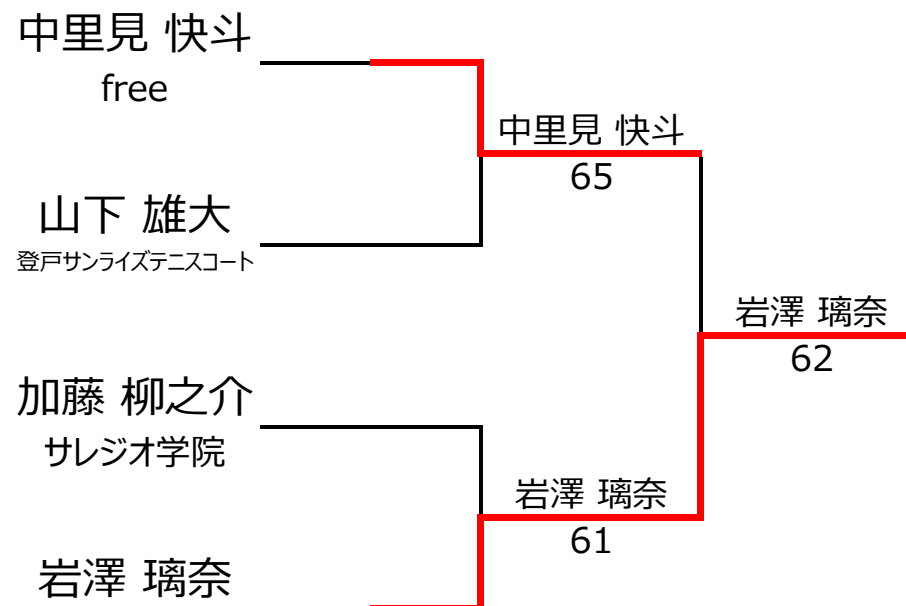 中里見 快斗
free
中里見 快斗
65
山下 雄大
登戸サンライズテニスコート
岩澤 璃奈
62
加藤 柳之介
サレジオ学院
岩澤 璃奈
61
岩澤 璃奈